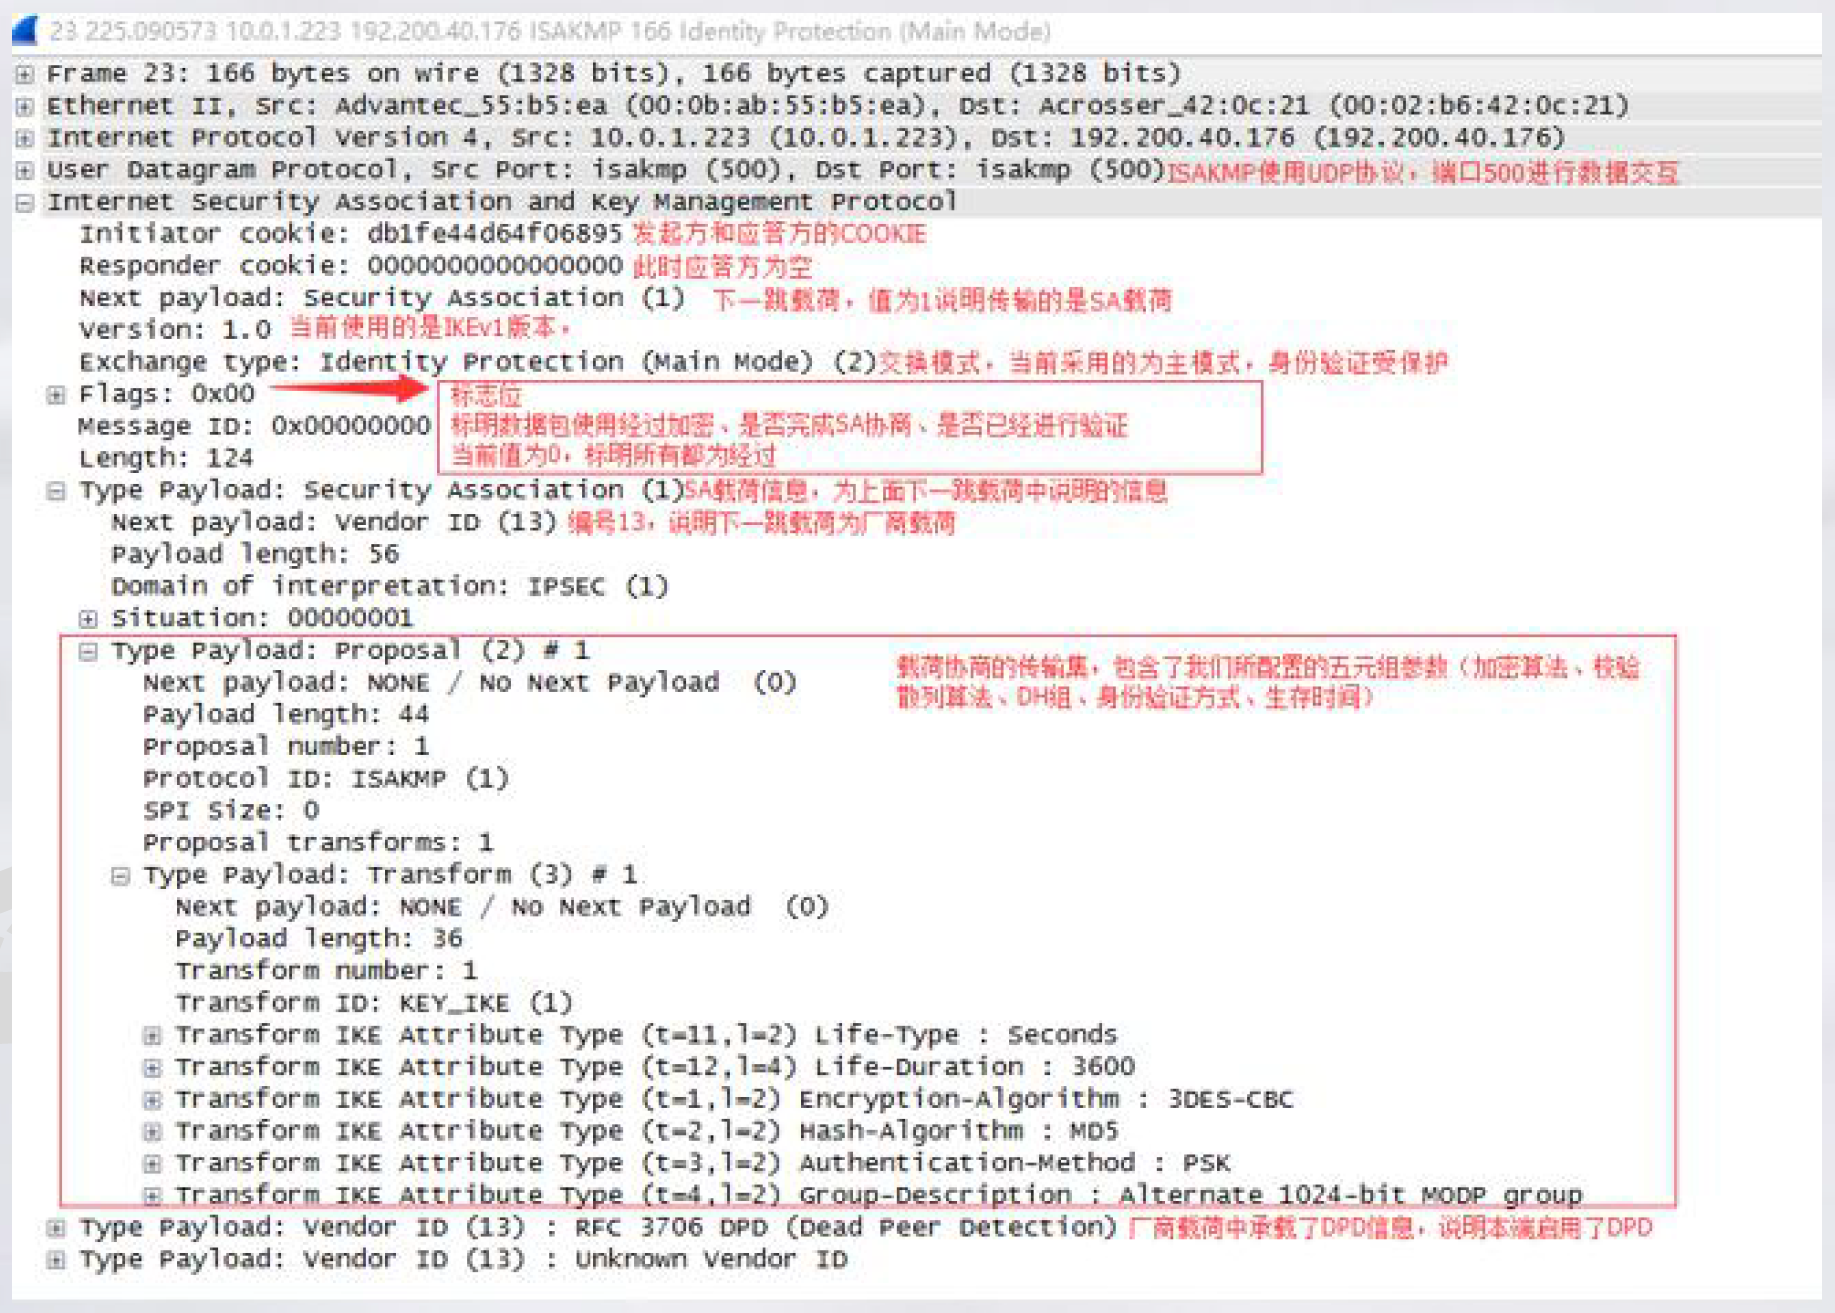 23 225.090573 10.0.1.223 192.200.40.176 ISAKMP 166 Identity Protection (Main Mode)
Frame 23: 166 bytes on wire (1328 bits), 166 bytes captured (1328 bits)
Ethernet II, Src: Advantec_55:b5:ea (00:0b:ab:55:b5:ea), Dst: Acrosser_42:0c:21 (00:02:b6:42:0c:21)
Internet Protocol Version 4, Src: 10.0.1.223 (10.0.1.223), Dst: 192.200.40.176 (192.200.40.176)
User Datagram Protocol, Src Port: isakmp (500), Dst Port: isakmp (500)ISAKMP使用UDP协议，端口500进行数据交互
Internet Security Association and Key Management Protocol
Initiator cookie: db1fe44d64f06895 发起方和应答方的COOKIE
Responder cookie: 0000000000000000 此时应答方为空
Next payload: Security Association (1) 下一跳载荷，值为1说明传输的是SA载荷
Version: 1.0 当前使用的是IKEv1版本，
Exchange type: Identity Protection (Main Mode) (2)交换模式，当前采用的为主模式，身份验证受保护
Flags: 0x00 标志位
Message ID: 0x00000000 标明数据包使用经过加密、是否完成SA协商、是否已经进行验证
Length: 124 当前值为0，标明所有都为经过
Type Payload: Security Association (1)SA载荷信息，为上面下一跳载荷中说明的信息
Next payload: Vendor ID (13) 编号13，说明下一跳载荷为厂商载荷
Payload length: 56
Domain of interpretation: IPSEC (1)
Situation: 00000001
Type Payload: Proposal (2) # 1
载荷协商的传输集，包含了我们所配置的五元组参数（加密算法、校验
Next payload: NONE / No Next Payload (0)
散列算法、DH组、身份验证方式、生存时间）
Payload length: 44
Proposal number: 1
Protocol ID: ISAKMP (1)
SPI Size: 0
Proposal transforms: 1
Type Payload: Transform (3) # 1
Next payload: NONE / No Next Payload (0)
Payload length: 36
Transform number: 1
Transform ID: KEY_IKE (1)
Transform IKE Attribute Type (t=11,l=2) Life-Type : Seconds
Transform IKE Attribute Type (t=12,l=4) Life-Duration : 3600
Transform IKE Attribute Type (t=1,l=2) Encryption-Algorithm : 3DES-CBC
Transform IKE Attribute Type (t=2,l=2) Hash-Algorithm : MD5
Transform IKE Attribute Type (t=3,l=2) Authentication-Method : PSK
Transform IKE Attribute Type (t=4,l=2) Group-Description : Alternate 1024-bit MODP group
Type Payload: Vendor ID (13) : RFC 3706 DPD (Dead Peer Detection) 厂商载荷中承载了DPD信息，说明本端启用了DPD
Type Payload: Vendor ID (13) : Unknown Vendor ID